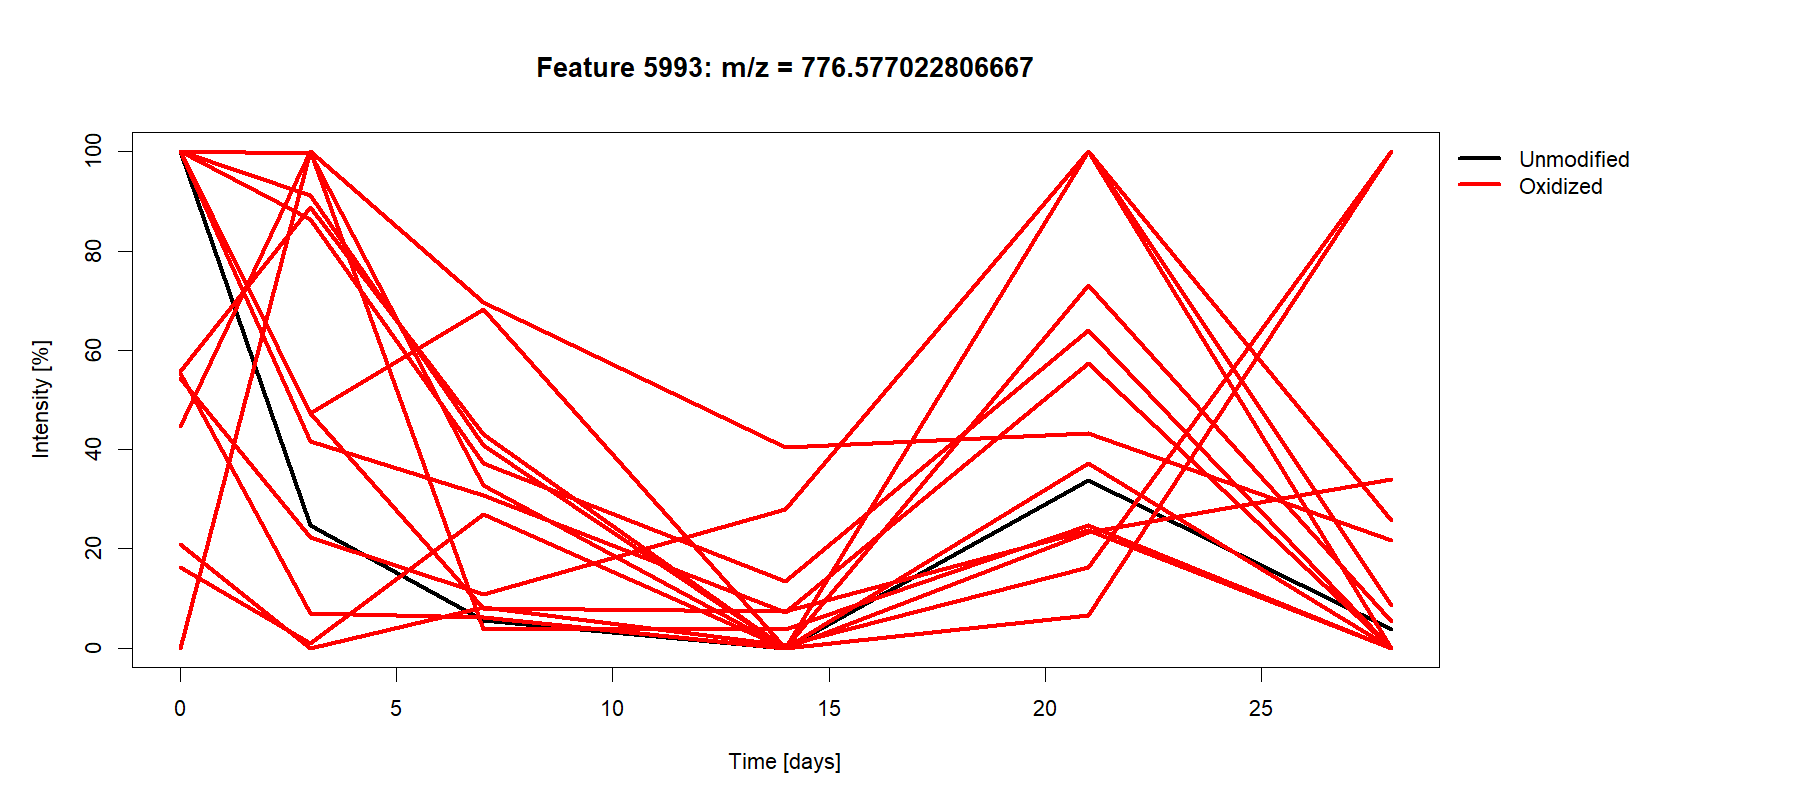 Feature 5993: m/z = 776.577022806667
Unmodified
Oxidized
Intensity [%]
100
80
60
40
20
0
0 5 10 15 20 25
Time [days]